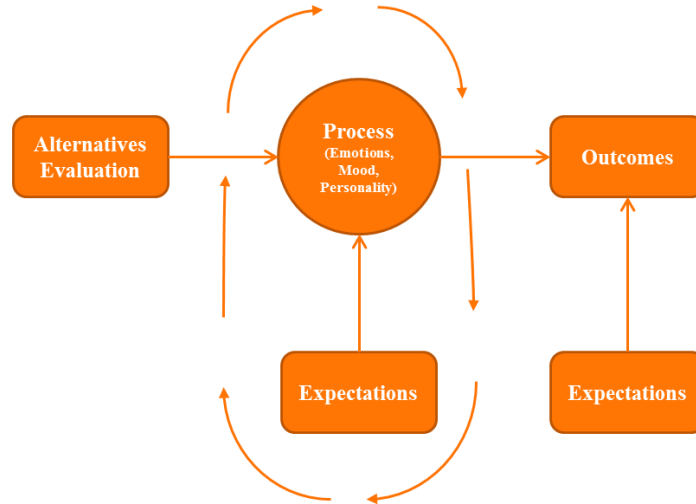 Alternatives
Evaluation
Process
(Emotions,
Mood,
Personality)
Outcomes
Expectations
Expectations